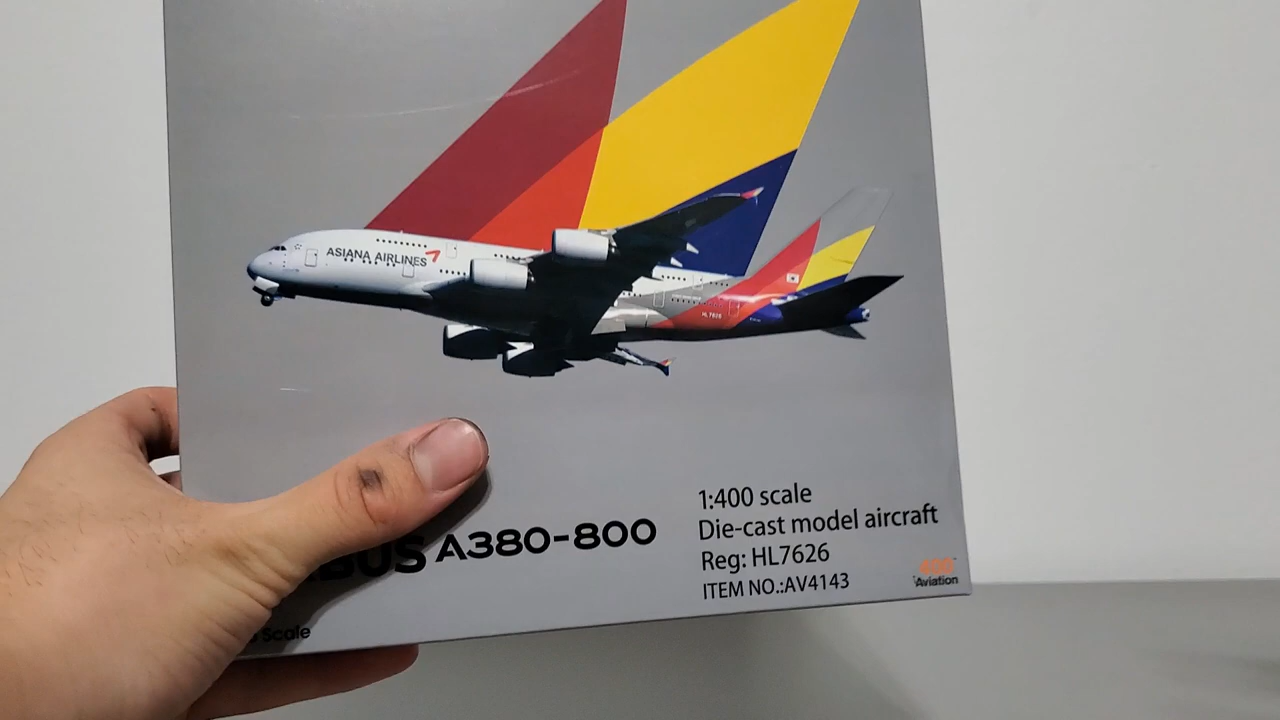 ASIANA AIRLINES
HL7626
A380-800
Scale
1:400 scale
Die-cast model aircraft
Reg: HL7626
ITEM NO.:AV4143
400
Aviation